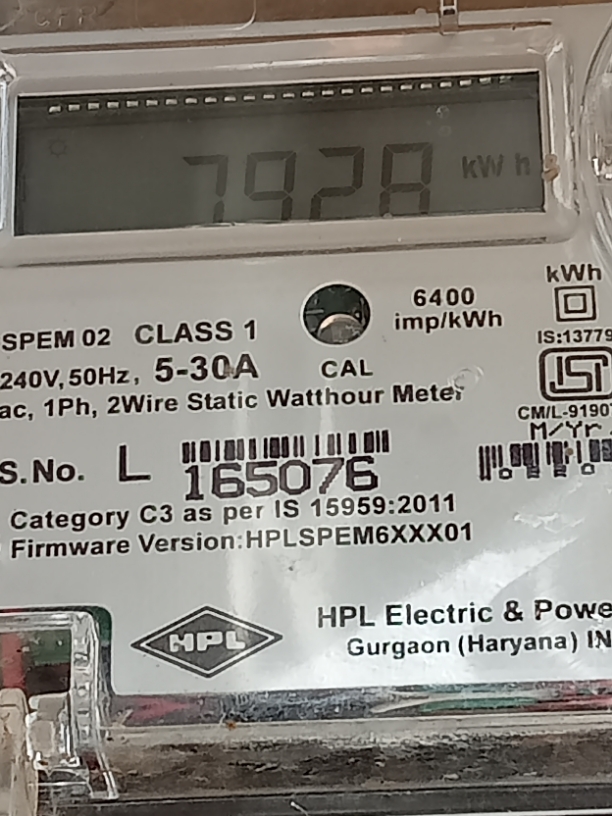 7928 kWh
kWh
6400
imp/kWh
SPEM 02 CLASS 1
IS:13779
240V, 50Hz, 5-30A
CAL
ac, 1Ph, 2Wire Static Watthour Meter
CM/L-9190
M/Yr.
S.No. L 165076
Category C3 as per IS 15959:2011
Firmware Version:HPLSPEM6XXX01
HPL
HPL Electric & Powe
Gurgaon (Haryana) IN